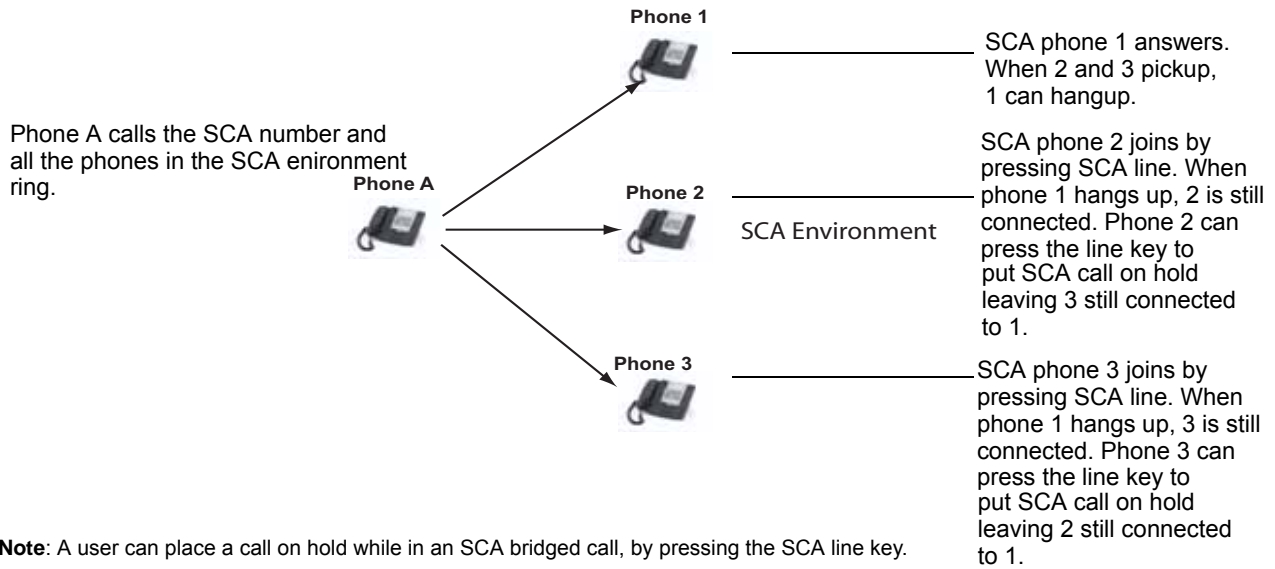 Phone 1
SCA phone 1 answers.
When 2 and 3 pickup,
1 can hangup.
Phone A calls the SCA number and
all the phones in the SCA enironment
ring.
Phone A
Phone 2
SCA Environment
SCA phone 2 joins by
pressing SCA line. When
phone 1 hangs up, 2 is still
connected. Phone 2 can
press the line key to
put SCA call on hold
leaving 3 still connected
to 1.
Phone 3
SCA phone 3 joins by
pressing SCA line. When
phone 1 hangs up, 3 is still
connected. Phone 3 can
press the line key to
put SCA call on hold
leaving 2 still connected
to 1.
Note: A user can place a call on hold while in an SCA bridged call, by pressing the SCA line key.